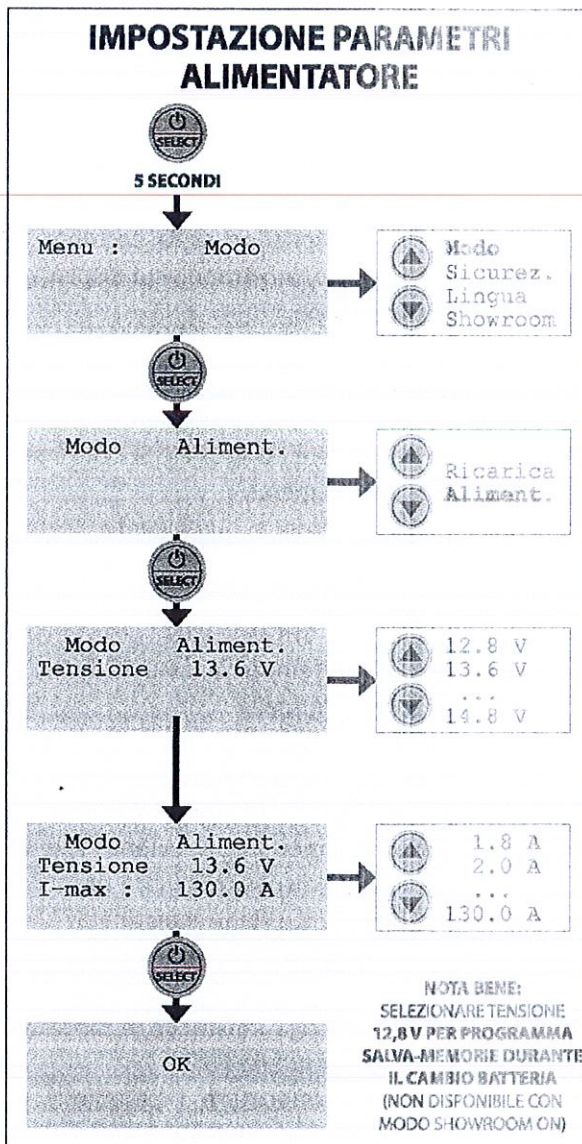 IMPOSTAZIONE PARAMETRI
ALIMENTATORE
SELECT
5 SECONDI
Menu : Modo
Modo
Sicurez.
Lingua
Showroom
SELECT
Modo Aliment.
Ricarica
Aliment.
SELECT
Modo Aliment.
Tensione 13.6 V
12.8 V
13.6 V
...
14.8 V
Modo Aliment.
Tensione 13.6 V
I-max : 130.0 A
1.8 A
2.0 A
...
130.0 A
SELECT
OK
NOTA BENE:
SELEZIONARE TENSIONE
12,8 V PER PROGRAMMA
SALVA-MEMORIE DURANTE
IL CAMBIO BATTERIA
(NON DISPONIBILE CON
MODO SHOWROOM ON)